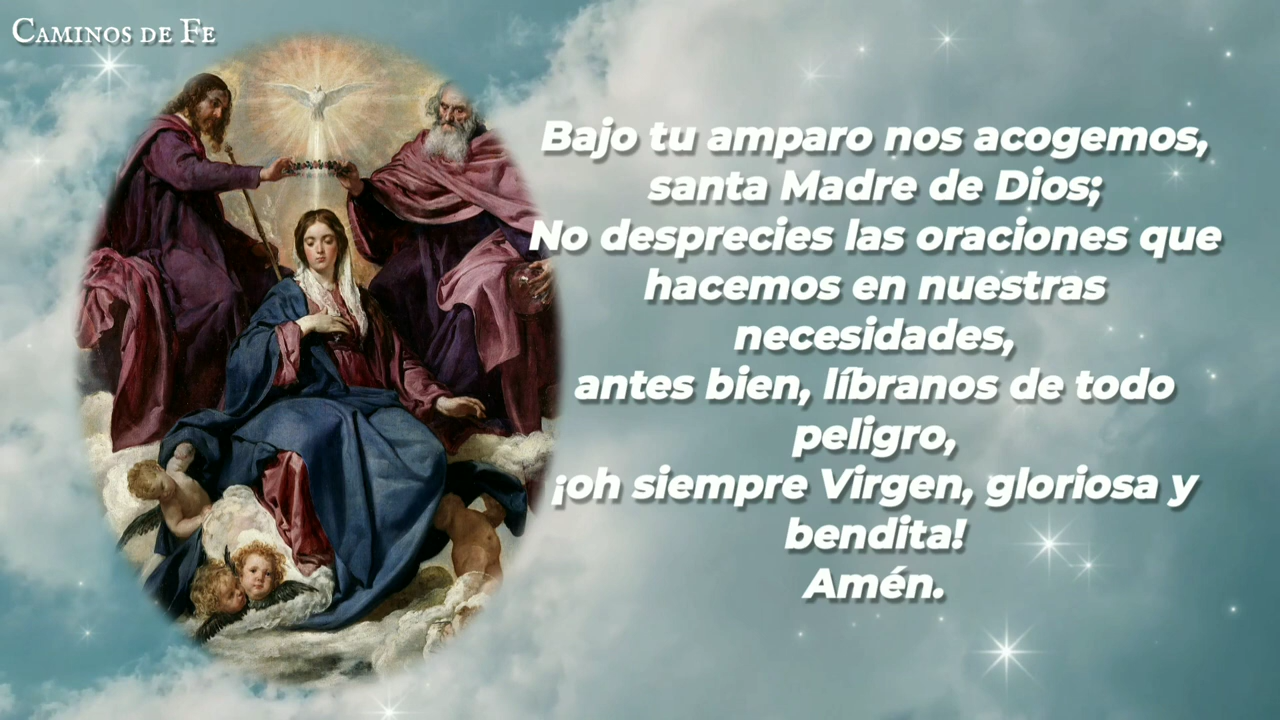 Caminos de Fe
Bajo tu amparo nos acogemos,
santa Madre de Dios;
No desprecies las oraciones que
hacemos en nuestras
necesidades,
antes bien, líbranos de todo
peligro,
¡oh siempre Virgen, gloriosa y
bendita!
Amén.